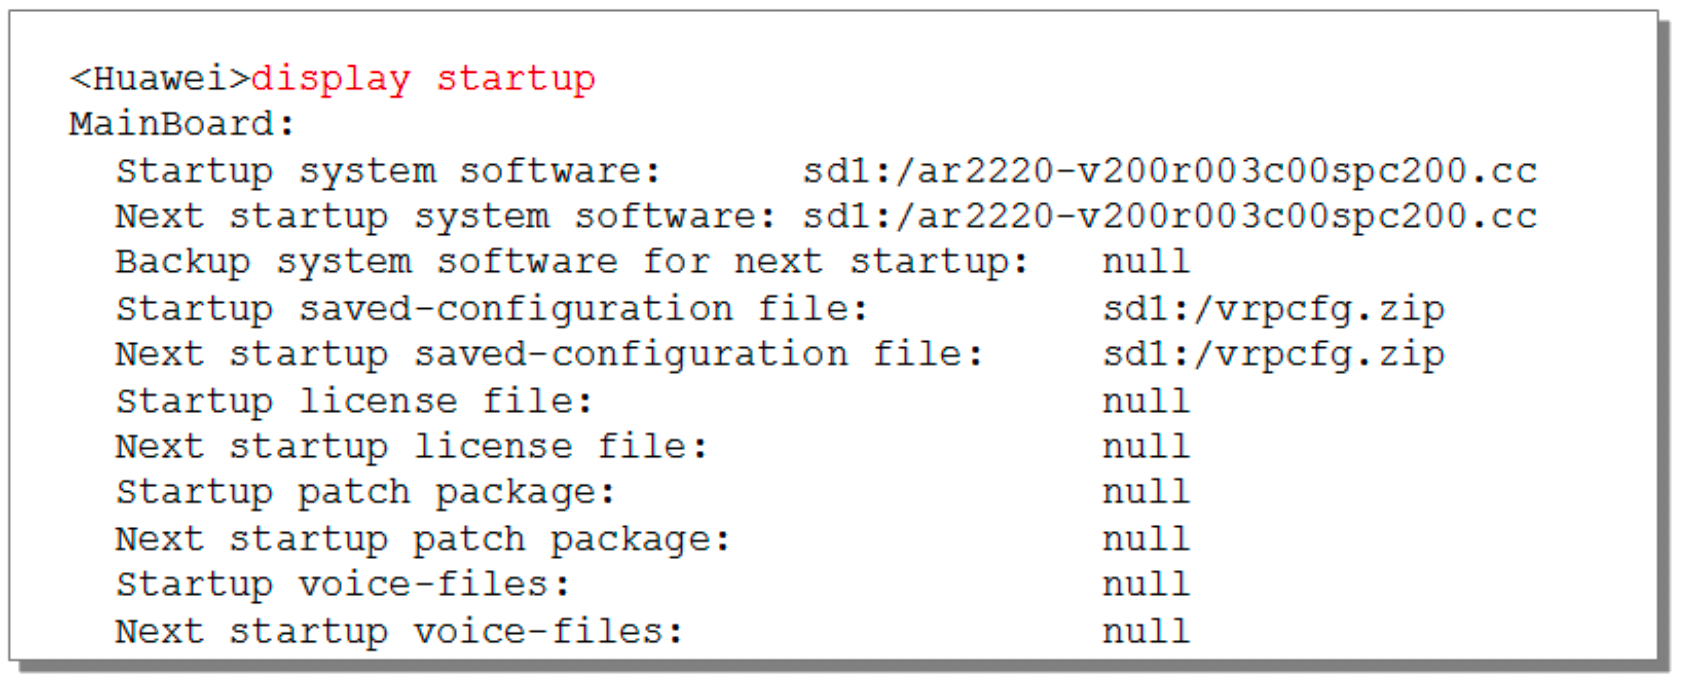 <Huawei>display startup
MainBoard:
Startup system software: sd1:/ar2220-v200r003c00spc200.cc
Next startup system software: sd1:/ar2220-v200r003c00spc200.cc
Backup system software for next startup: null
Startup saved-configuration file: sd1:/vrpcfg.zip
Next startup saved-configuration file: sd1:/vrpcfg.zip
Startup license file: null
Next startup license file: null
Startup patch package: null
Next startup patch package: null
Startup voice-files: null
Next startup voice-files: null